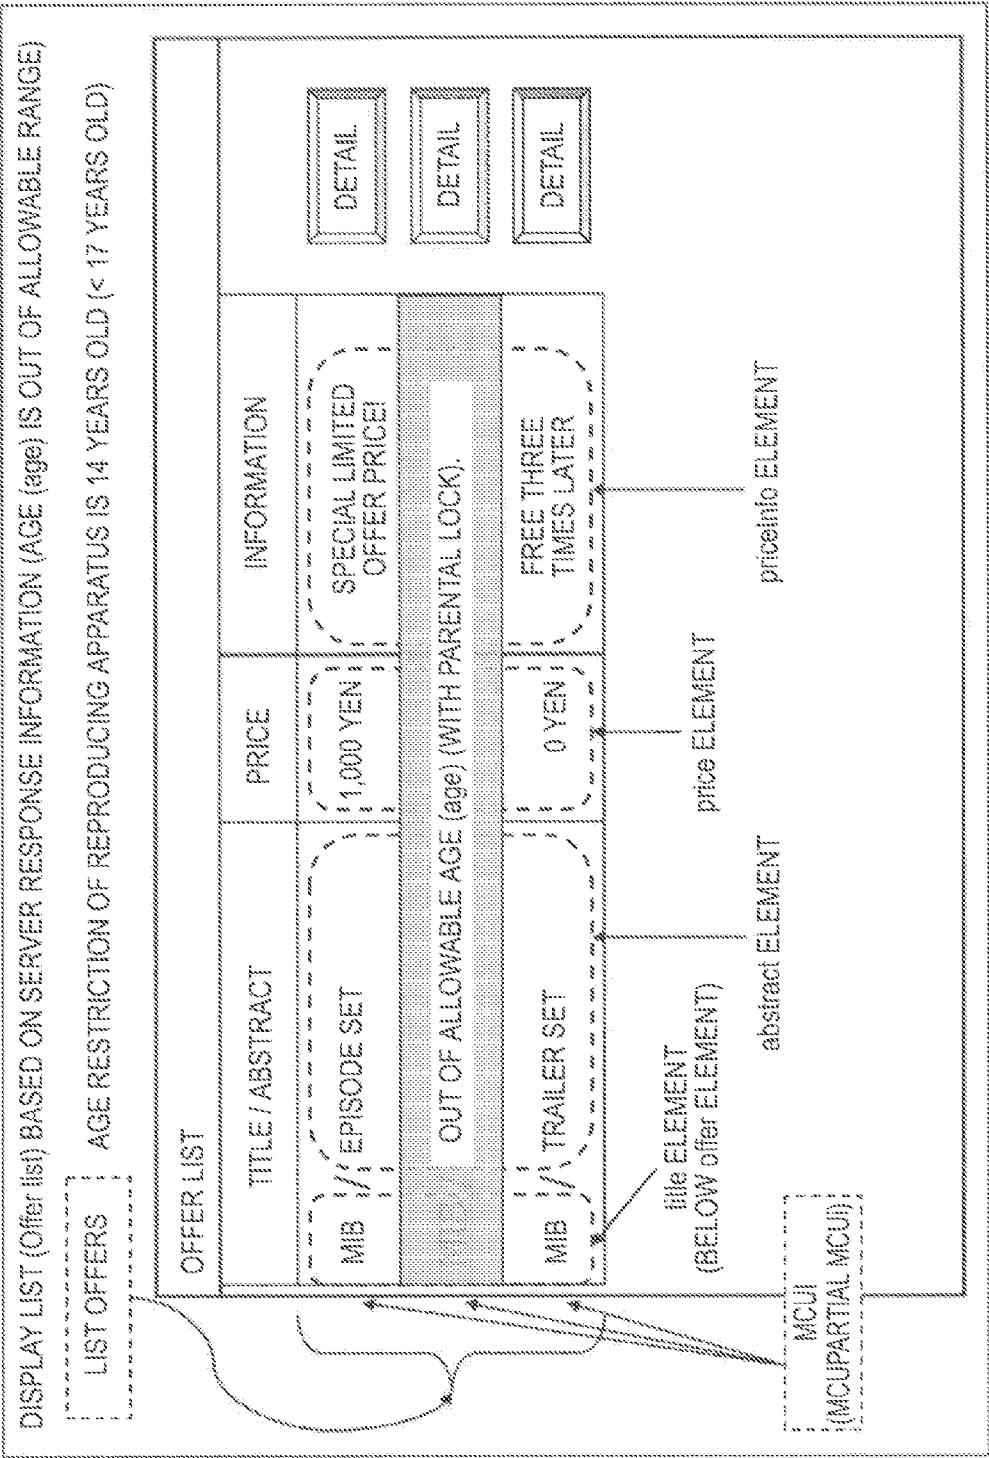 DISPLAY LIST (Offer list) BASED ON SERVER RESPONSE INFORMATION (AGE (age) IS OUT OF ALLOWABLE RANGE)
LIST OFFERS
AGE RESTRICTION OF REPRODUCING APPARATUS IS 14 YEARS OLD (< 17 YEARS OLD)
OFFER LIST
TITLE / ABSTRACT PRICE INFORMATION
MIB / EPISODE SET 1,000 YEN SPECIAL LIMITED
OFFER PRICE!
DETAIL
OUT OF ALLOWABLE AGE (age) (WITH PARENTAL LOCK).
DETAIL
MIB / TRAILER SET 0 YEN FREE THREE
TIMES LATER
DETAIL
title ELEMENT
(BELOW offer ELEMENT)
abstract ELEMENT
price ELEMENT
priceinfo ELEMENT
MCUI
(MCUPARTIAL MCUI)